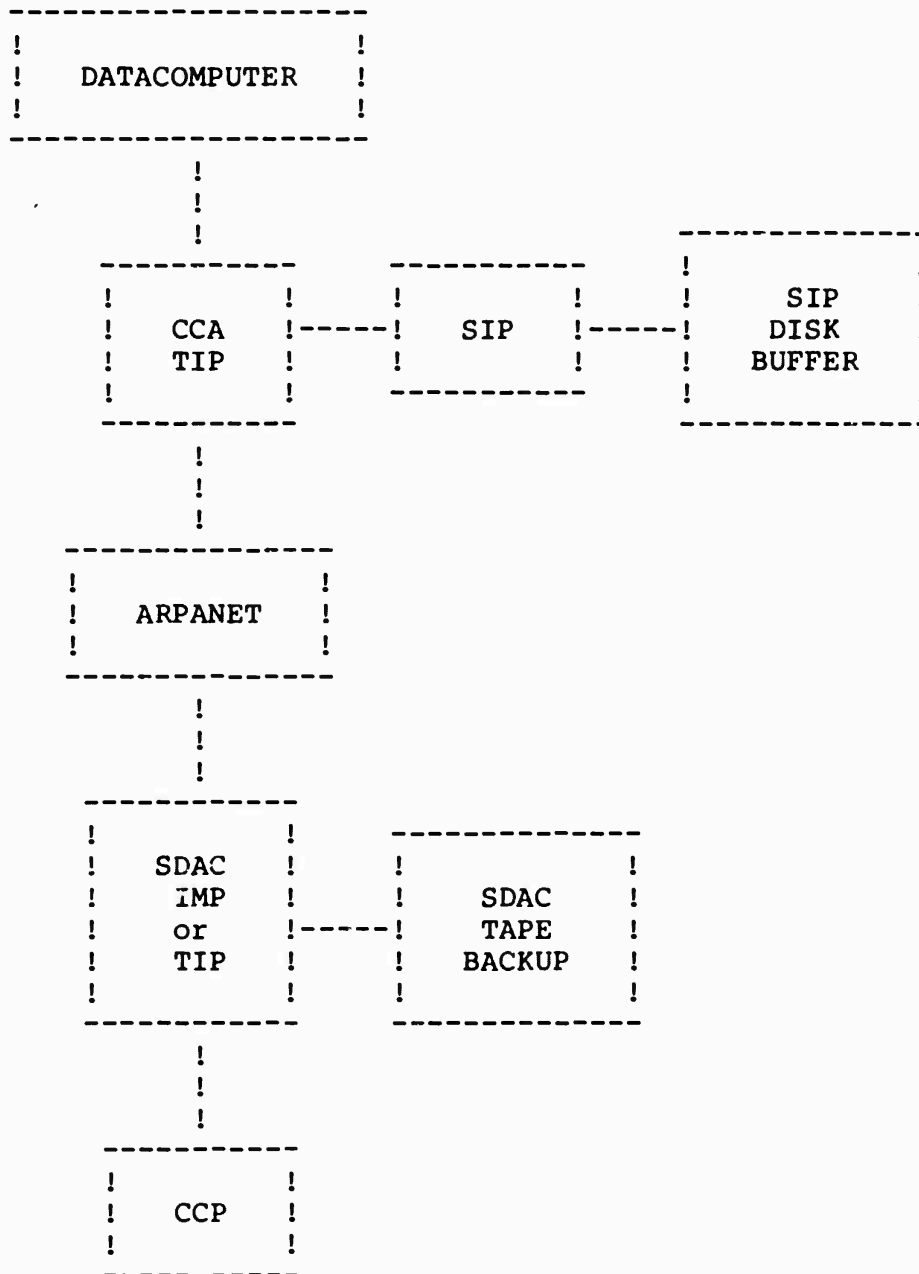 DATACOMPUTER
CCA
TIP
SIP
SIP
DISK
BUFFER
ARPANET
SDAC
IMP
or
TIP
SDAC
TAPE
BACKUP
CCP